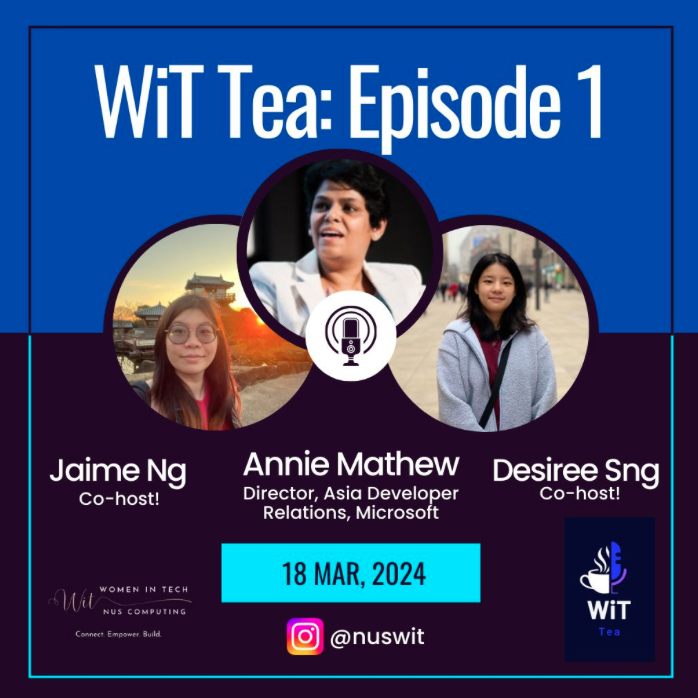 WiT Tea: Episode 1
Jaime Ng
Co-host!
Annie Mathew
Director, Asia Developer
Relations, Microsoft
Desiree Sng
Co-host!
18 MAR, 2024
@nuswit
Wit
WOMEN IN TECH
NUS COMPUTING
Connect. Empower. Build.
WiT
Tea